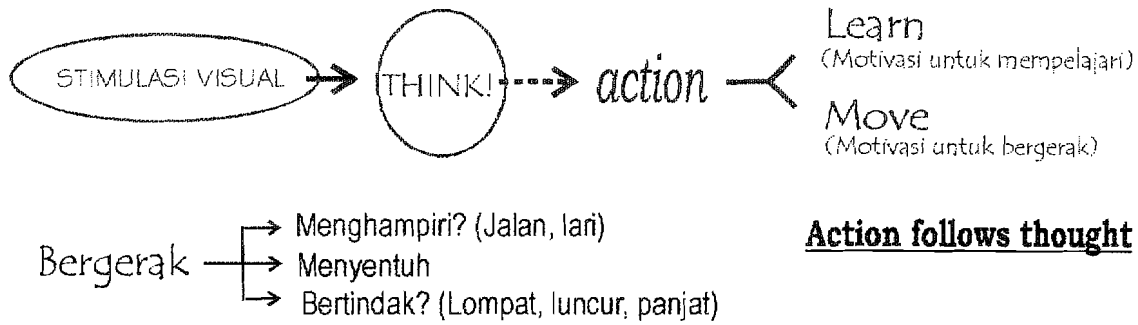 STIMULASI VISUAL
THINK!
action
Learn
(Motivasi untuk mempelajari)
Move
(Motivasi untuk bergerak)
Bergerak
Menghampiri? (Jalan, lari)
Menyentuh
Bertindak? (Lompat, luncur, panjat)
Action follows thought